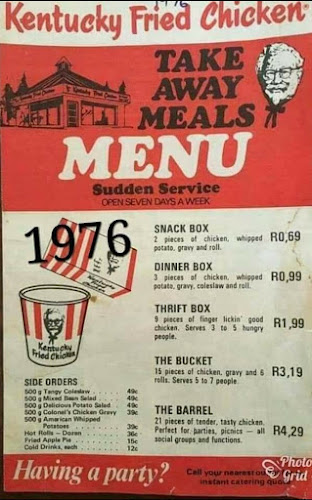 1976
Kentucky Fried Chicken®
Kentucky Fried Chicken
TAKE
AWAY
MEALS
MENU
Sudden Service
OPEN SEVEN DAYS A WEEK
1976
SNACK BOX
2 pieces of chicken, whipped
potato, gravy and roll.
R0,69
DINNER BOX
3 pieces of chicken, whipped
potato, gravy, coleslaw and roll.
R0,99
THRIFT BOX
9 pieces of finger lickin' good
chicken. Serves 3 to 5 hungry
people.
R1,99
THE BUCKET
15 pieces of chicken, gravy and 6
rolls. Serves 5 to 7 people.
R3,19
THE BARREL
21 pieces of tender, tasty chicken.
Perfect for parties, picnics — all
social groups and functions.
R4,29
Kentucky
Fried Chicken
SIDE ORDERS
500 g Tangy Coleslaw 49c
500 g Mixed Bean Salad 49c
500 g Delicious Potato Salad 49c
500 g Colonel's Chicken Gravy 39c
500 g American Whipped
Potatoes 39c
Hot Rolls – Dozen 36c
Fried Apple Pie 15c
Cold Drinks, each 12c
Having a party?
Call your nearest
instant catering
Photo
Grid